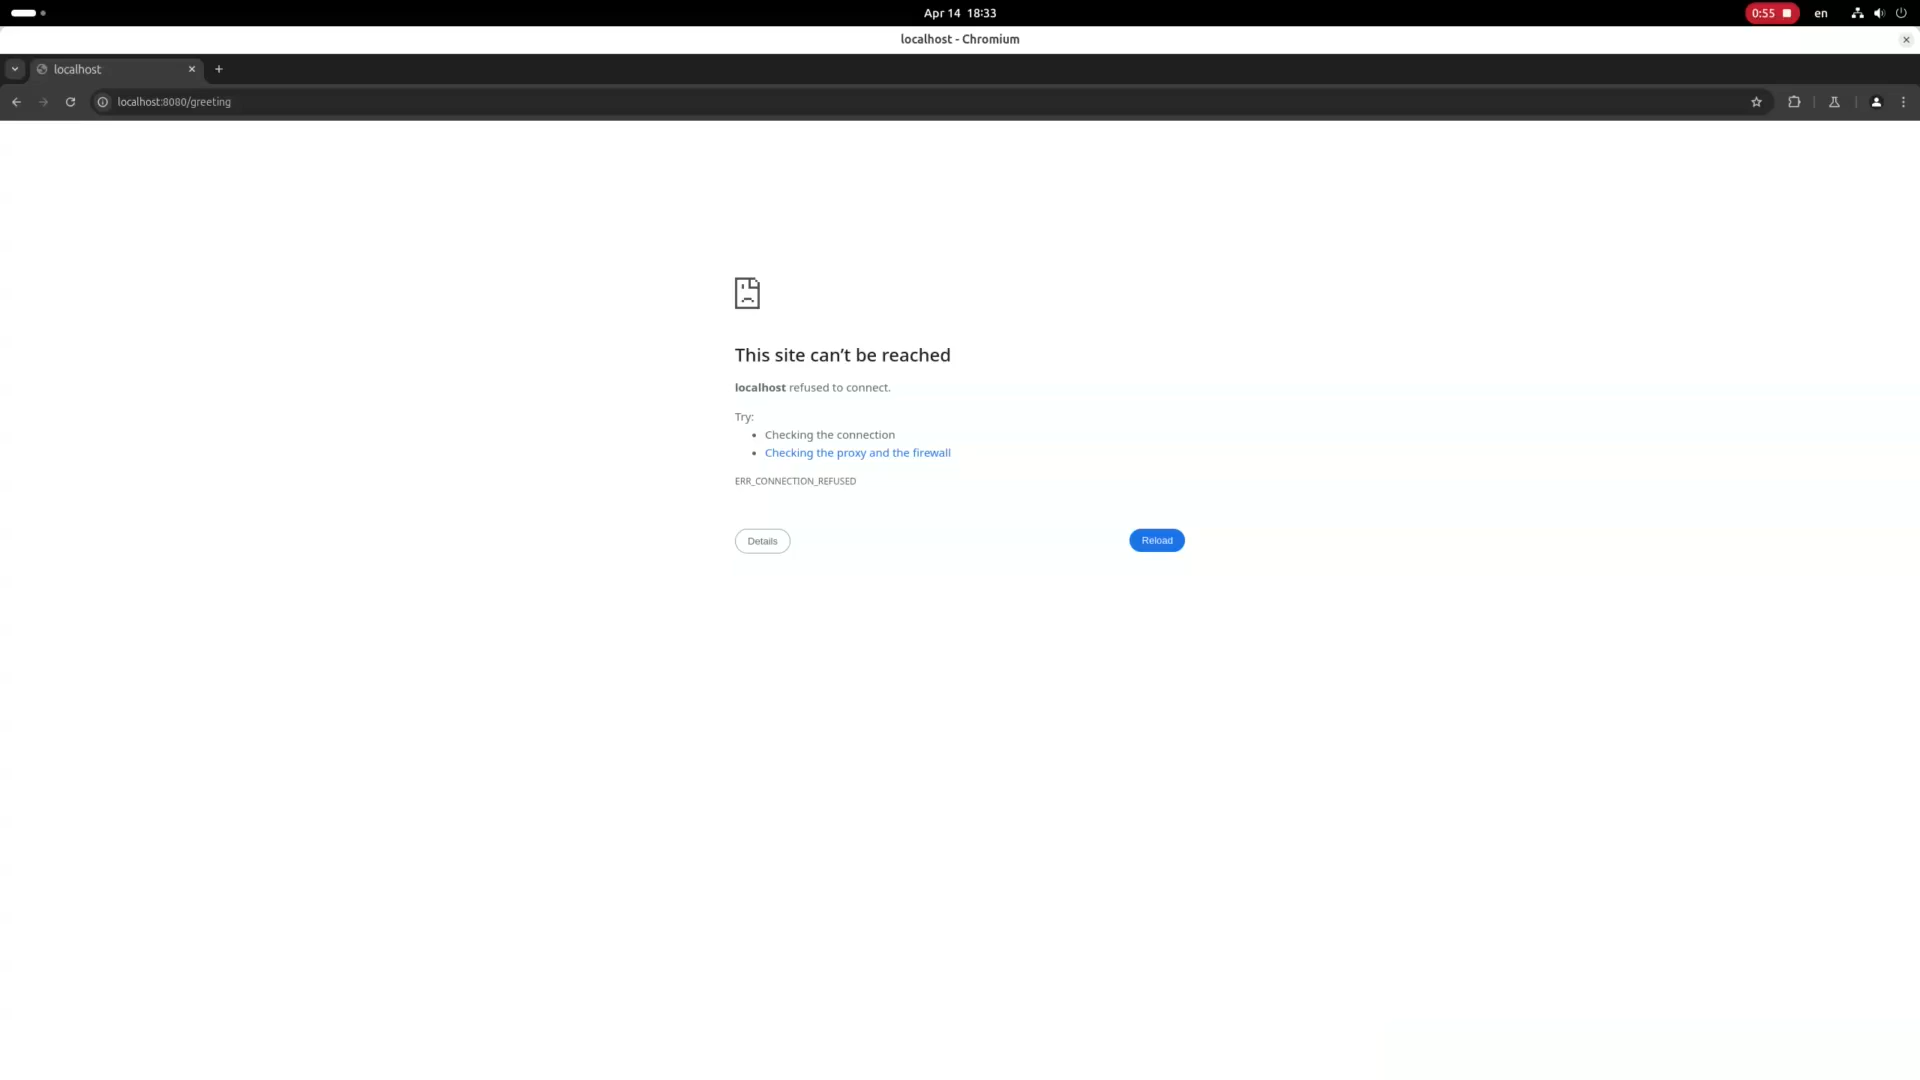 Apr 14 18:33
0:55
en
localhost - Chromium
localhost
localhost:8080/greeting
This site can’t be reached
localhost refused to connect.
Try:
• Checking the connection
• Checking the proxy and the firewall
ERR_CONNECTION_REFUSED
Details
Reload